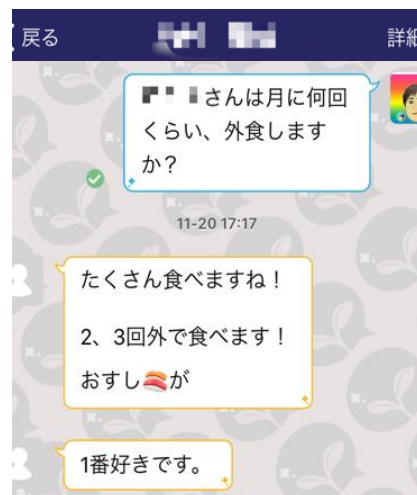 戻る
詳細
さんは月に何回
くらい、外食します
か？
11-20 17:17
たくさん食べますね！
2、3回外で食べます！
おすし🍣が
1番好きです。